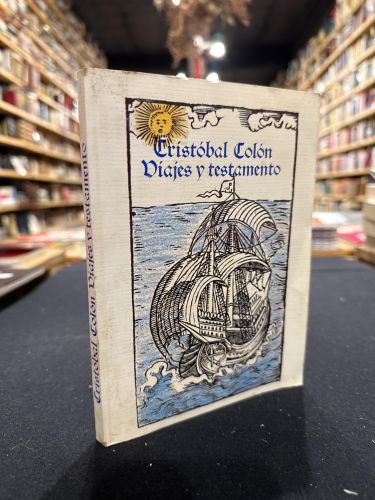 Cristóbal Colón
Viajes y testamento
Cristóbal Colón Viajes y testamento